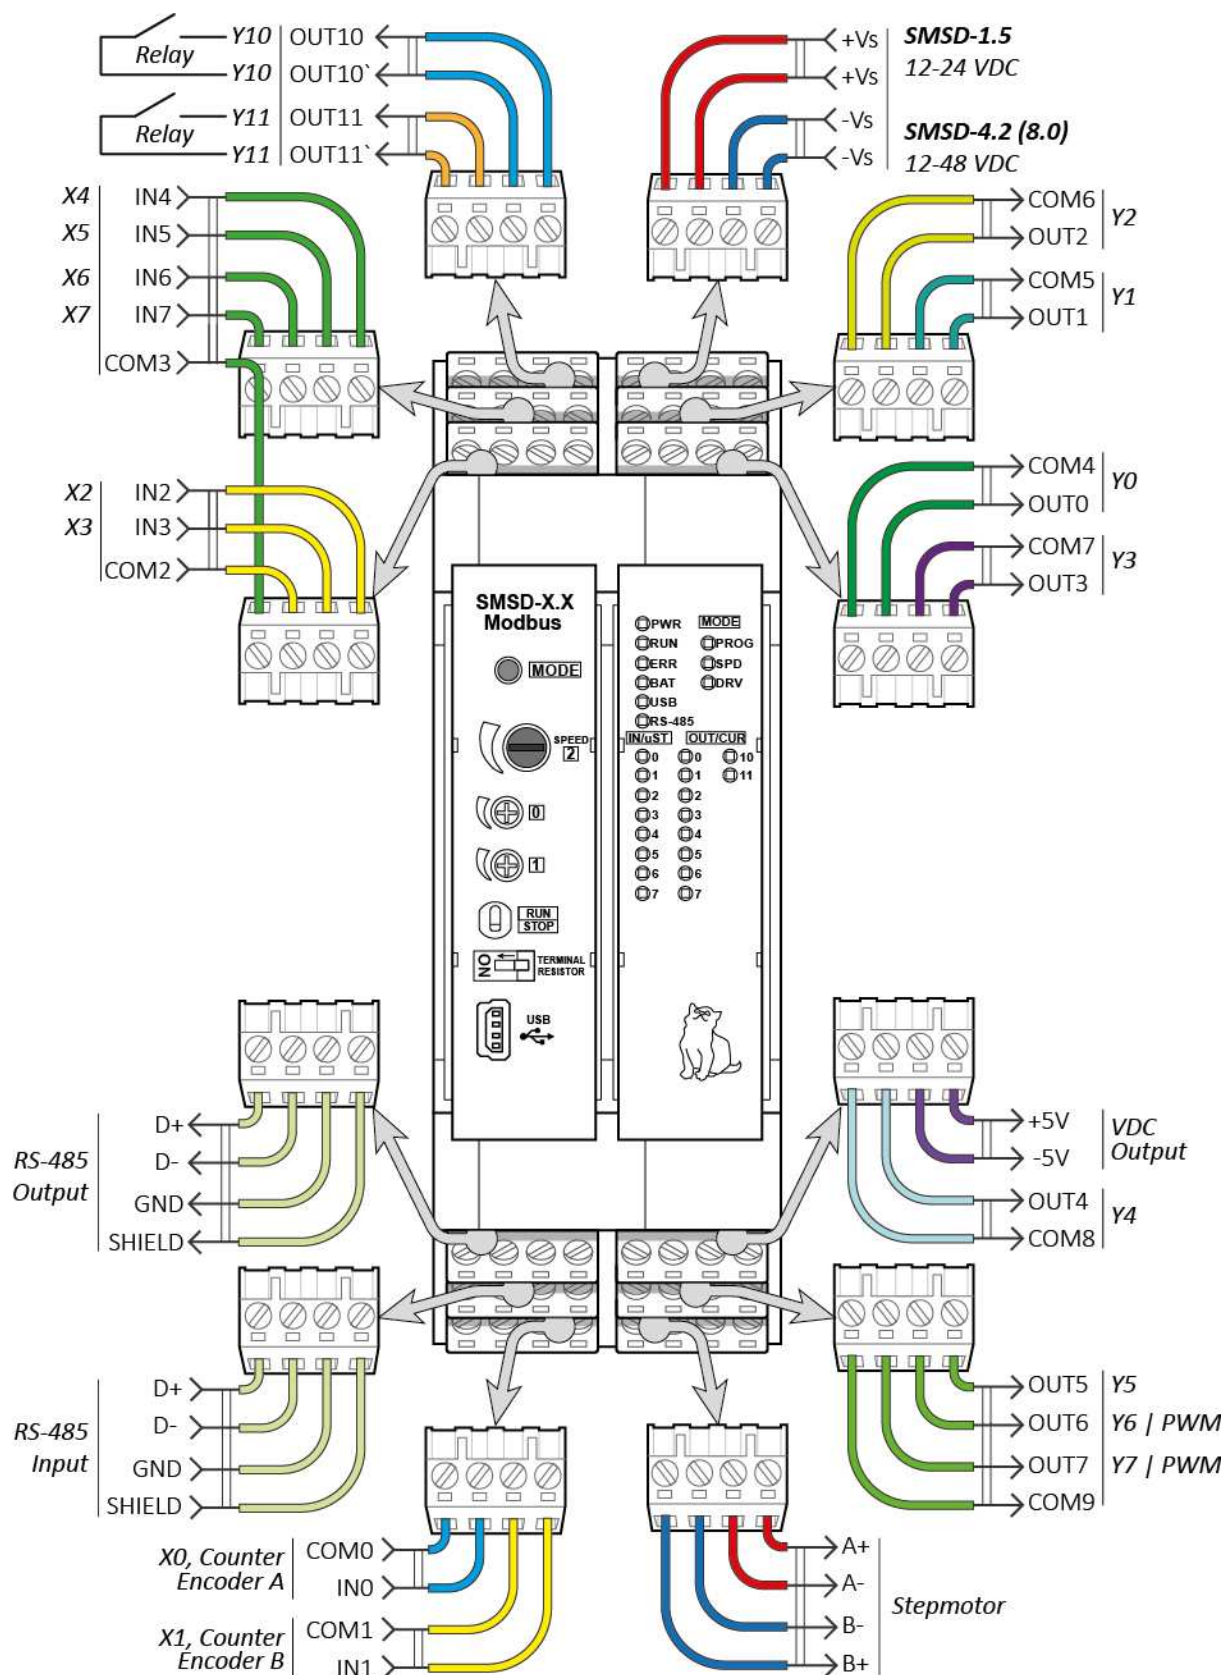 Relay
Y10 OUT10
Y10 OUT10`
Relay
Y11 OUT11
Y11 OUT11`
+Vs
+Vs
-Vs
-Vs
SMSD-1.5
12-24 VDC
SMSD-4.2 (8.0)
12-48 VDC
X4 IN4
X5 IN5
X6 IN6
X7 IN7
COM3
COM6
OUT2
Y2
COM5
OUT1
Y1
X2 IN2
X3 IN3
COM2
COM4
OUT0
Y0
COM7
OUT3
Y3
SMSD-X.X
Modbus
MODE
SPEED
2
0
1
RUN
STOP
ON
TERMINAL
RESISTOR
USB
PWR MODE
RUN PROG
ERR SPD
BAT DRV
USB
RS-485
IN/uST OUT/CUR
0 0 10
1 1 11
2 2
3 3
4 4
5 5
6 6
7 7
RS-485
Output
D+
D-
GND
SHIELD
+5V
-5V
VDC
Output
OUT4
COM8
Y4
RS-485
Input
D+
D-
GND
SHIELD
OUT5 Y5
OUT6 Y6 | PWM
OUT7 Y7 | PWM
COM9
X0, Counter
Encoder A
COM0
IN0
X1, Counter
Encoder B
COM1
IN1
A+
A-
B-
B+
Stepmotor